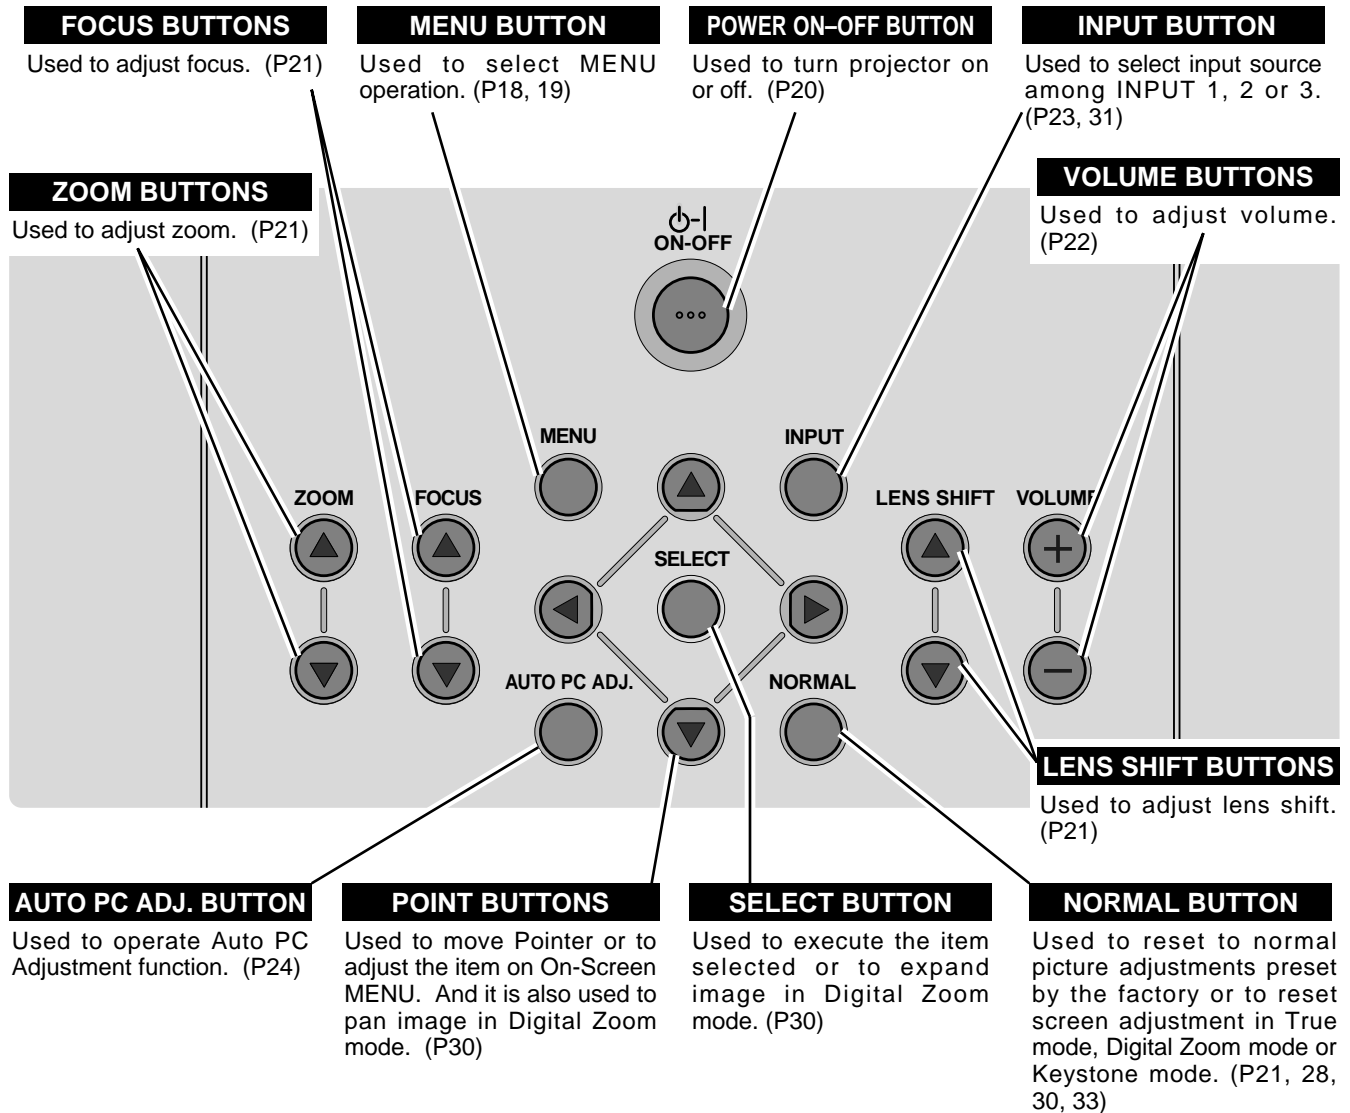 FOCUS BUTTONS
Used to adjust focus. (P21)
MENU BUTTON
Used to select MENU
operation. (P18, 19)
POWER ON–OFF BUTTON
Used to turn projector on
or off. (P20)
INPUT BUTTON
Used to select input source
among INPUT 1, 2 or 3.
(P23, 31)
ZOOM BUTTONS
Used to adjust zoom. (P21)
VOLUME BUTTONS
Used to adjust volume.
(P22)
ON-OFF
MENU
INPUT
ZOOM
FOCUS
LENS SHIFT
VOLUME
SELECT
AUTO PC ADJ.
NORMAL
LENS SHIFT BUTTONS
Used to adjust lens shift.
(P21)
AUTO PC ADJ. BUTTON
Used to operate Auto PC
Adjustment function. (P24)
POINT BUTTONS
Used to move Pointer or to
adjust the item on On-Screen
MENU. And it is also used to
pan image in Digital Zoom
mode. (P30)
SELECT BUTTON
Used to execute the item
selected or to expand
image in Digital Zoom
mode. (P30)
NORMAL BUTTON
Used to reset to normal
picture adjustments preset
by the factory or to reset
screen adjustment in True
mode, Digital Zoom mode or
Keystone mode. (P21, 28,
30, 33)